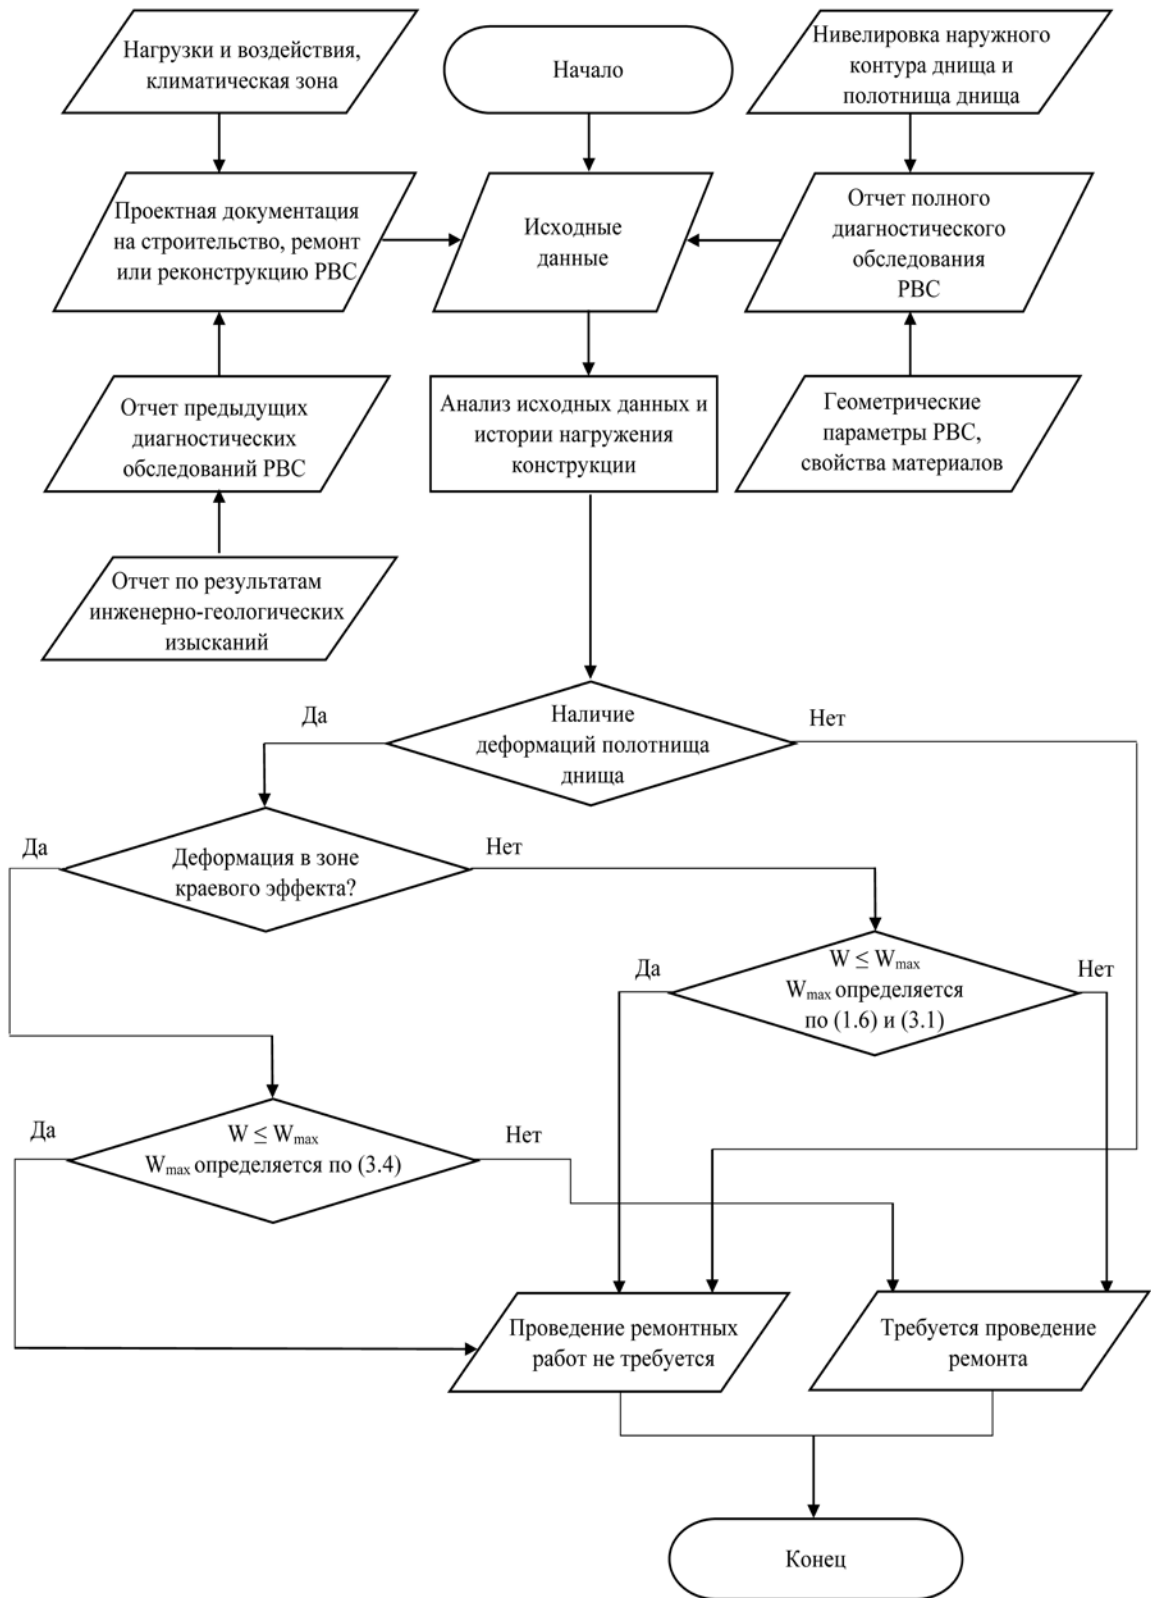 Нагрузки и воздействия,
климатическая зона
Начало
Нивелировка наружного
контура днища и
полотнища днища
Проектная документация
на строительство, ремонт
или реконструкцию РВС
Исходные
данные
Отчет полного
диагностического
обследования
РВС
Отчет предыдущих
диагностических
обследований РВС
Анализ исходных данных и
истории нагружения
конструкции
Геометрические
параметры РВС,
свойства материалов
Отчет по результатам
инженерно-геологических
изысканий
Да
Наличие
деформаций полотнища
днища
Нет
Да
Деформация в зоне
краевого эффекта?
Нет
Да
W ≤ Wmax
Wmax определяется
по (1.6) и (3.1)
Нет
Да
W ≤ Wmax
Wmax определяется по (3.4)
Нет
Проведение ремонтных
работ не требуется
Требуется проведение
ремонта
Конец